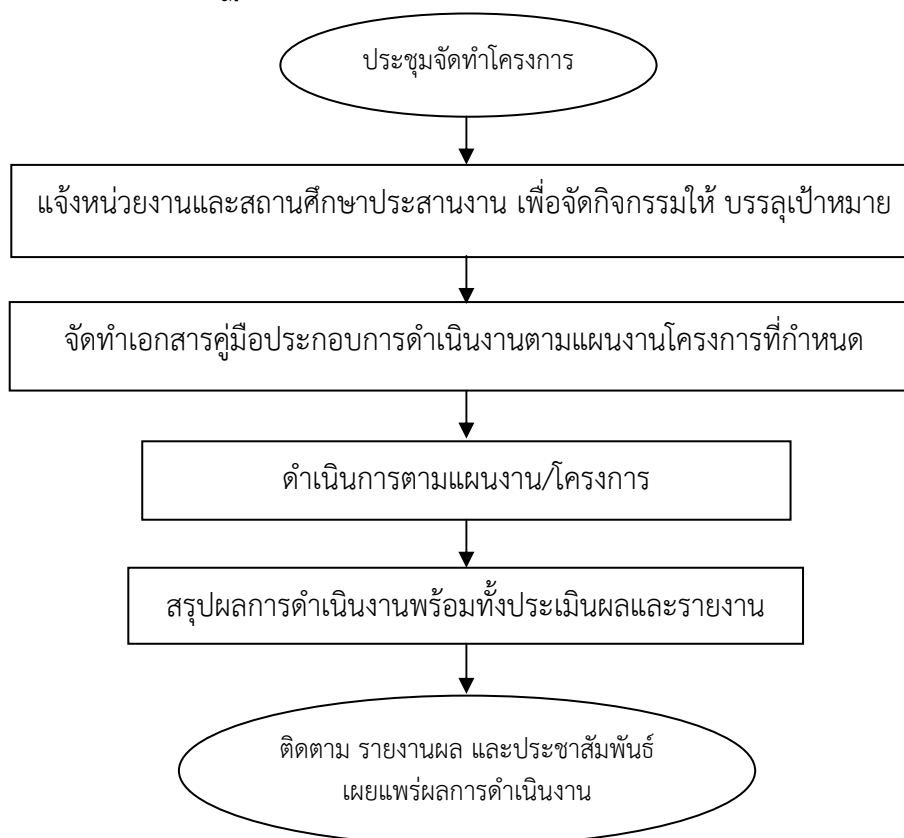 ประชุมจัดทำโครงการ
แจ้งหน่วยงานและสถานศึกษาประสานงาน เพื่อจัดกิจกรรมให้ บรรลุเป้าหมาย
จัดทำเอกสารคู่มือประกอบการดำเนินงานตามแผนงานโครงการที่กำหนด
ดำเนินการตามแผนงาน/โครงการ
สรุปผลการดำเนินงานพร้อมทั้งประเมินผลและรายงาน
ติดตาม รายงานผล และประชาสัมพันธ์
เผยแพร่ผลการดำเนินงาน